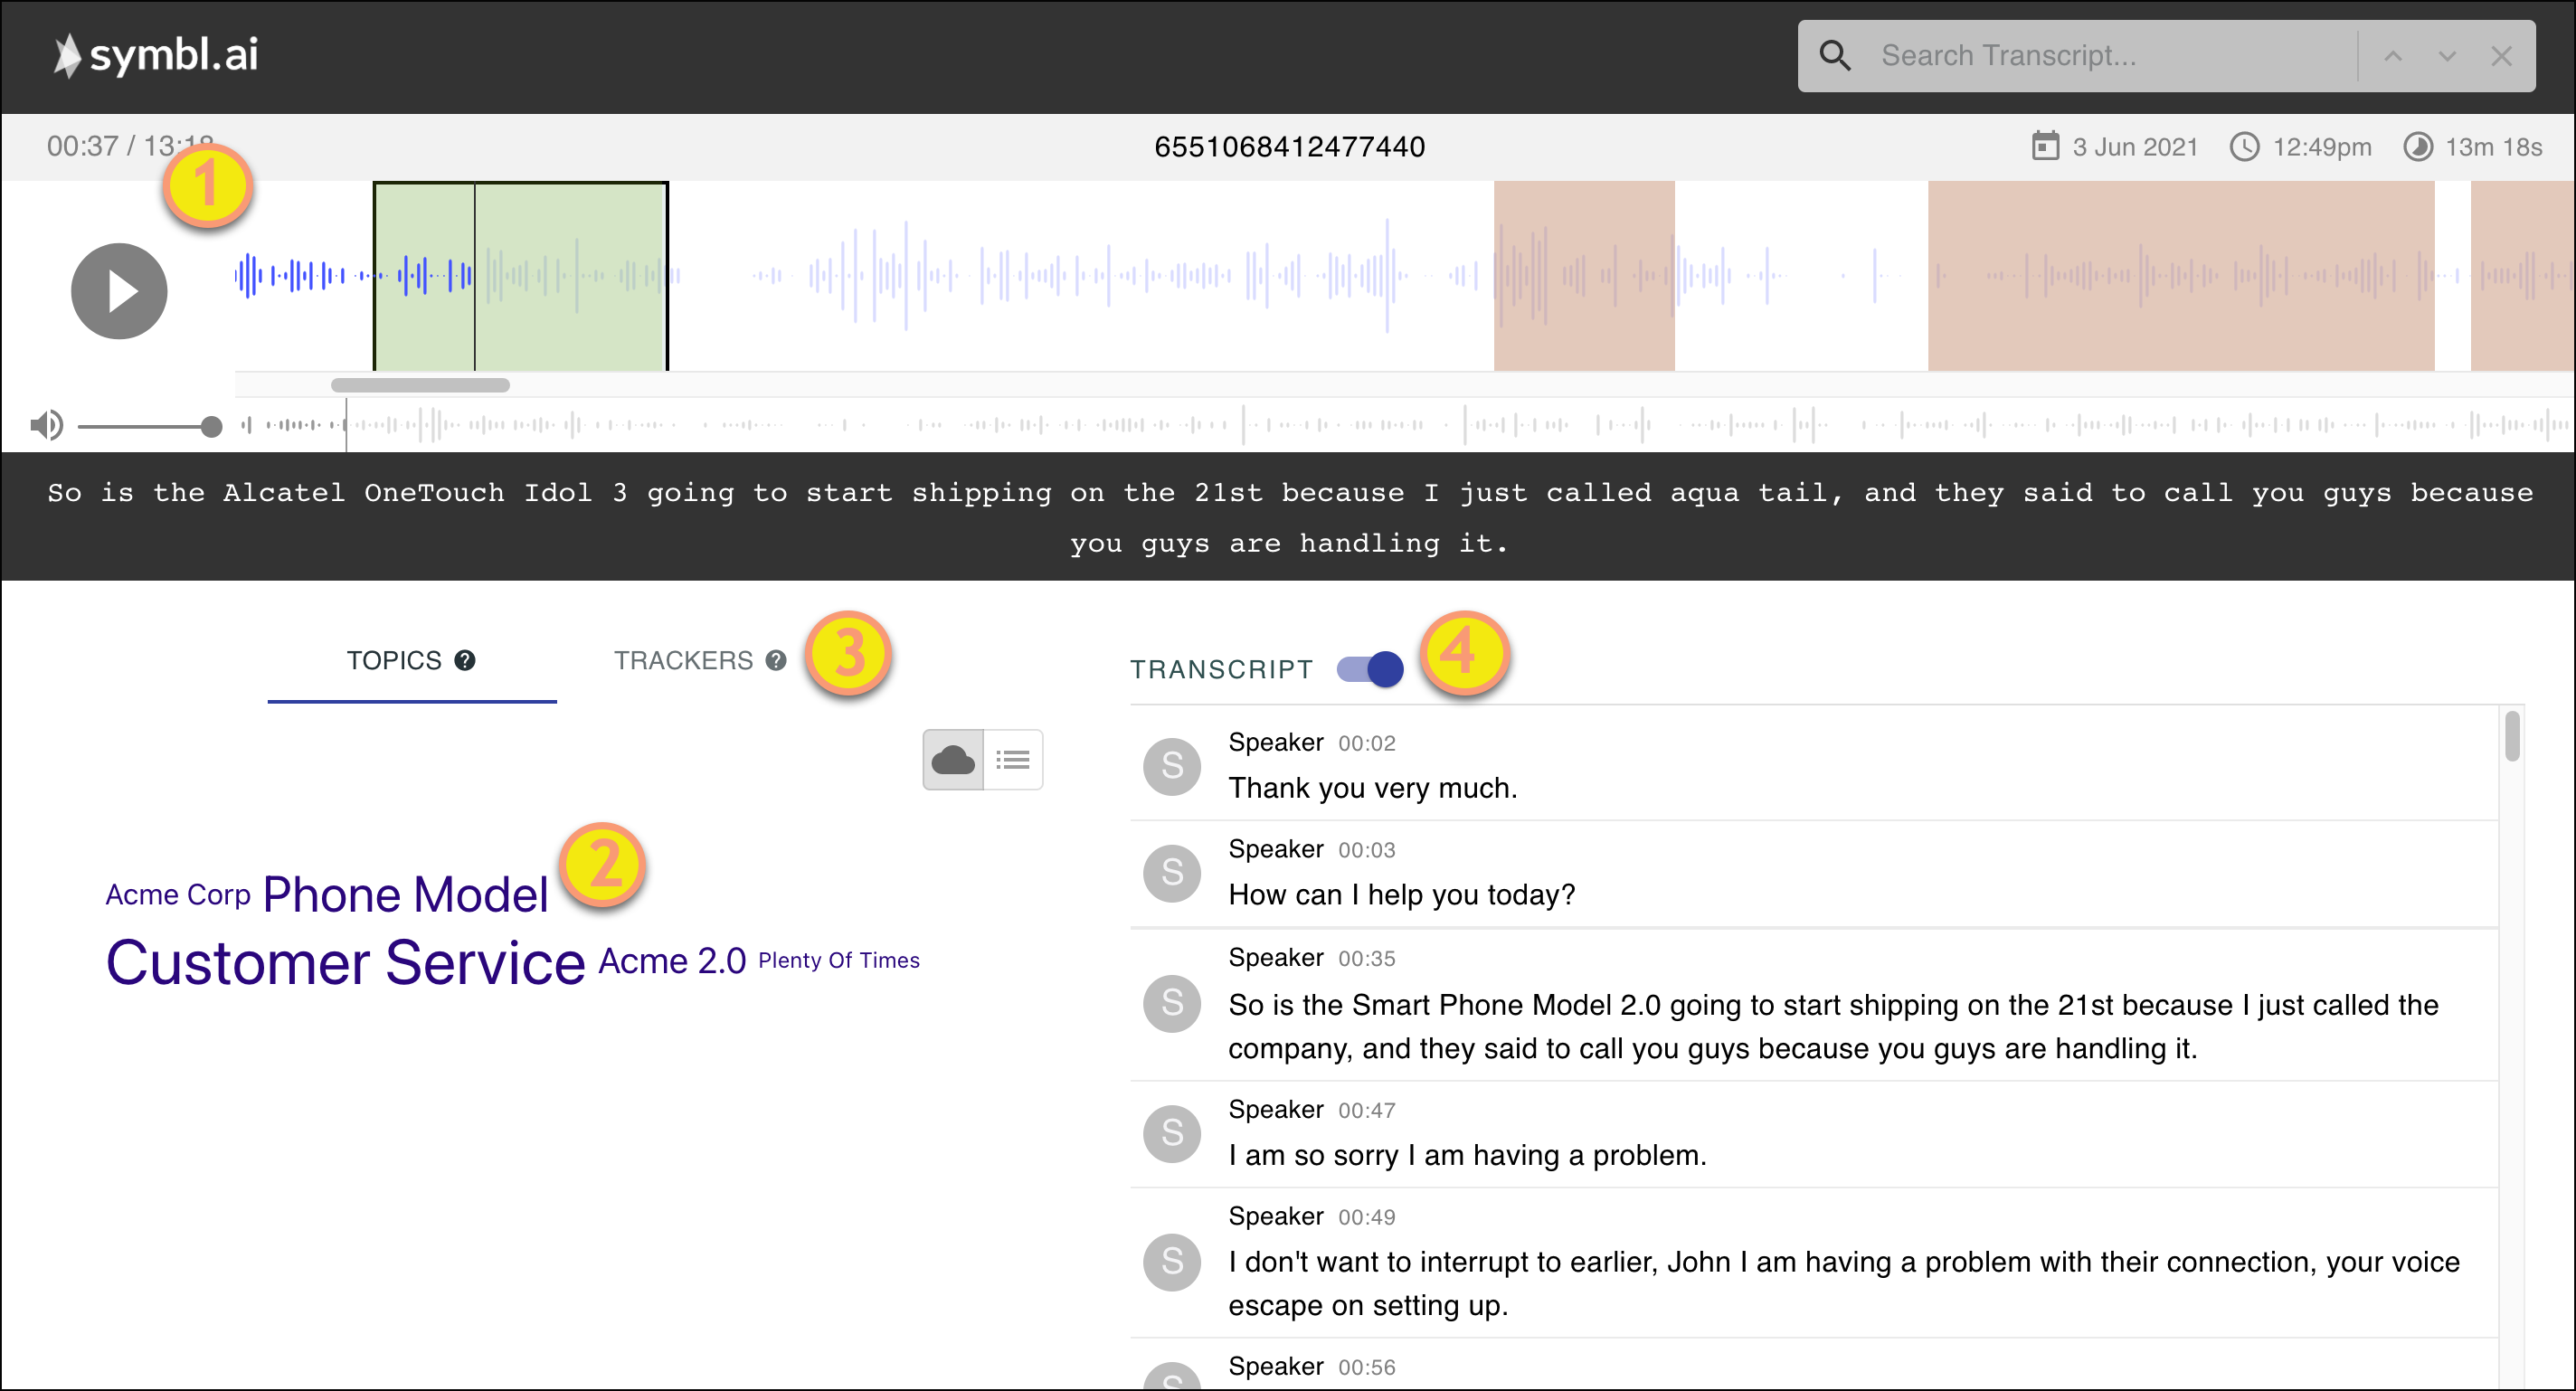 symbl.ai
Search Transcript...
00:37 / 13:18
6551068412477440
3 Jun 2021
12:49pm
13m 18s
1
So is the Alcatel OneTouch Idol 3 going to start shipping on the 21st because I just called aqua tail, and they said to call you guys because
you guys are handling it.
TOPICS ?
TRACKERS ?
3
2
Acme Corp Phone Model
Customer Service Acme 2.0 Plenty Of Times
TRANSCRIPT
4
S
Speaker 00:02
Thank you very much.
S
Speaker 00:03
How can I help you today?
S
Speaker 00:35
So is the Smart Phone Model 2.0 going to start shipping on the 21st because I just called the
company, and they said to call you guys because you guys are handling it.
S
Speaker 00:47
I am so sorry I am having a problem.
S
Speaker 00:49
I don't want to interrupt to earlier, John I am having a problem with their connection, your voice
escape on setting up.
S
Speaker 00:56